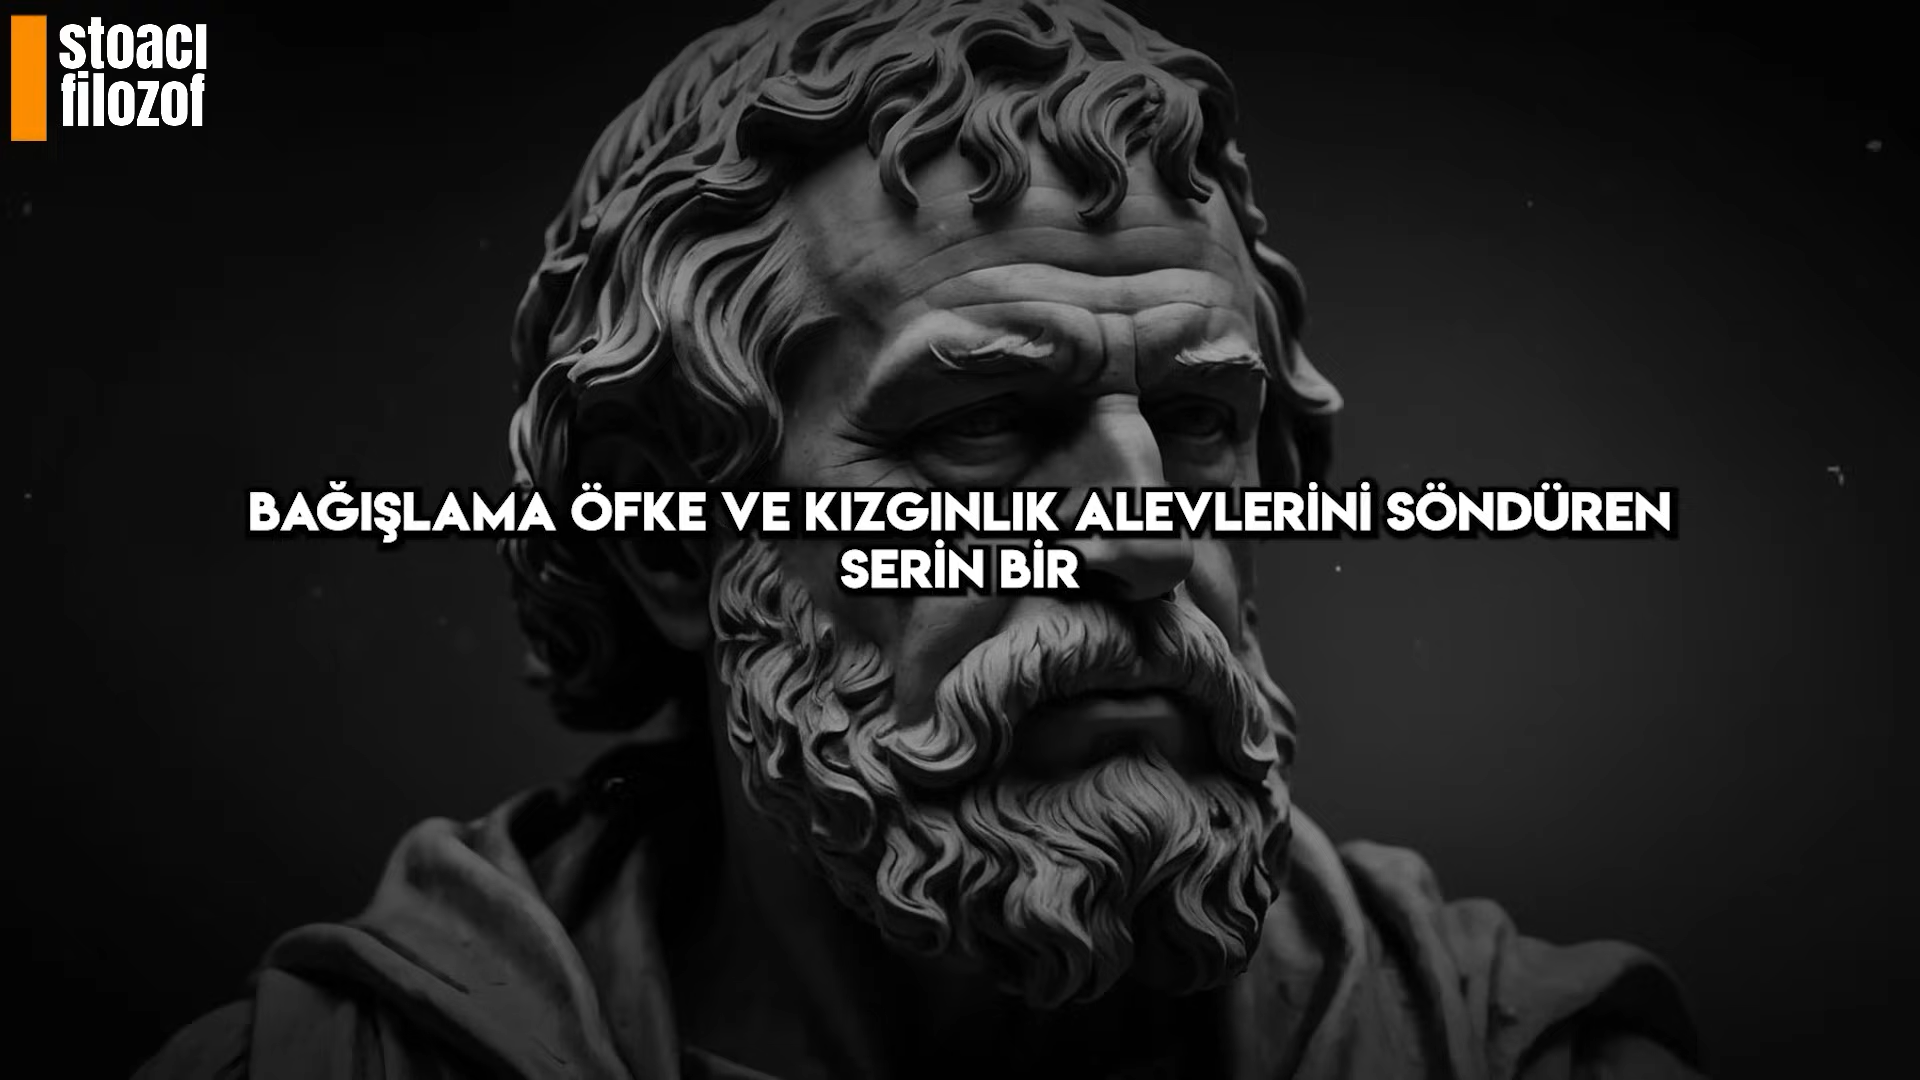 stoacı
filozof
BAĞIŞLAMA ÖFKE VE KIZGINLIK ALEVLERİNİ SÖNDÜREN
SERİN BİR